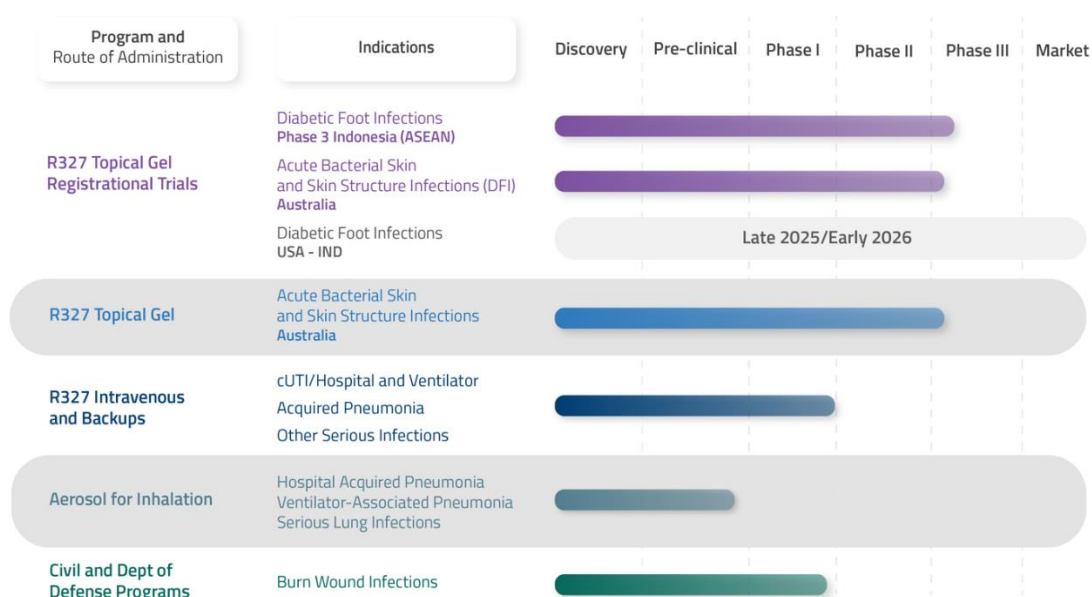 Program and
Route of Administration
Indications
Discovery
Pre-clinical
Phase I
Phase II
Phase III
Market
R327 Topical Gel
Registrational Trials
Diabetic Foot Infections
Phase 3 Indonesia (ASEAN)
Acute Bacterial Skin
and Skin Structure Infections (DFI)
Australia
Diabetic Foot Infections
USA - IND
Late 2025/Early 2026
R327 Topical Gel
Acute Bacterial Skin
and Skin Structure Infections
Australia
R327 Intravenous
and Backups
cUTI/Hospital and Ventilator
Acquired Pneumonia
Other Serious Infections
Aerosol for Inhalation
Hospital Acquired Pneumonia
Ventilator-Associated Pneumonia
Serious Lung Infections
Civil and Dept of
Defense Programs
Burn Wound Infections